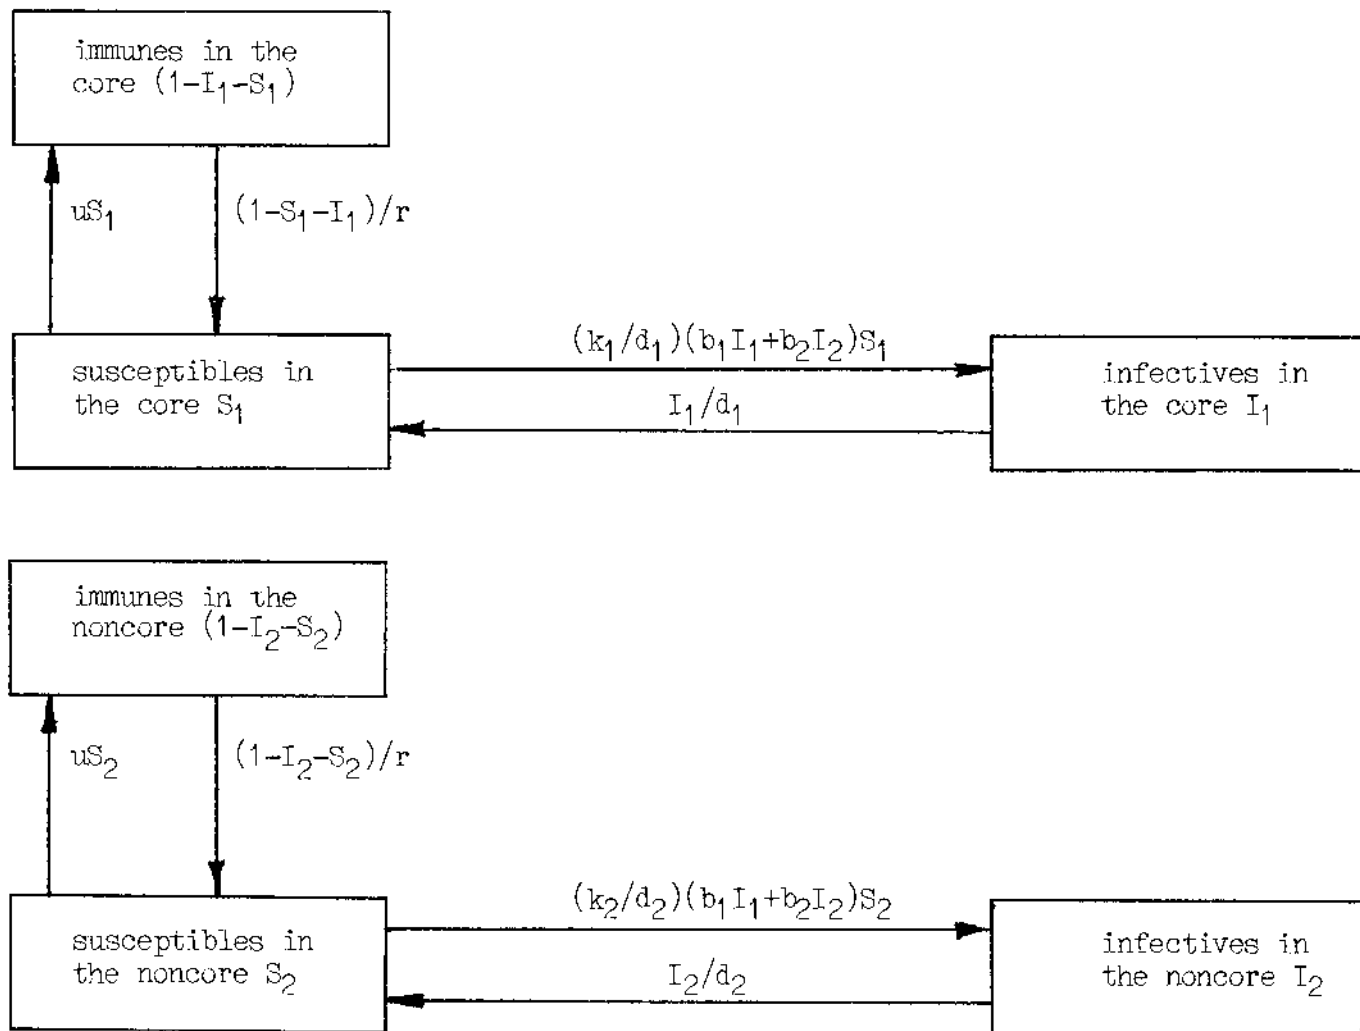 immunes in the
core (1-I₁-S₁)
uS₁
(1-S₁-I₁)/r
(k₁/d₁)(b₁I₁+b₂I₂)S₁
susceptibles in
the core S₁
I₁/d₁
infectives in
the core I₁
immunes in the
noncore (1-I₂-S₂)
uS₂
(1-I₂-S₂)/r
(k₂/d₂)(b₁I₁+b₂I₂)S₂
susceptibles in
the noncore S₂
I₂/d₂
infectives in
the noncore I₂